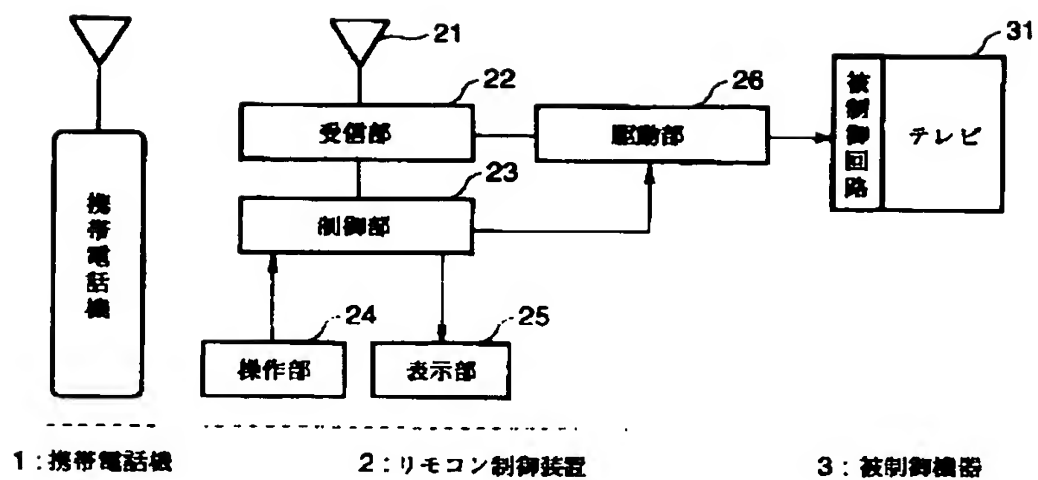 21
31
22
26
受信部
駆動部
被制御回路
テレビ
23
携帯電話機
制御部
24
25
操作部
表示部
1：携帯電話機
2：リモコン制御装置
3：被制御機器